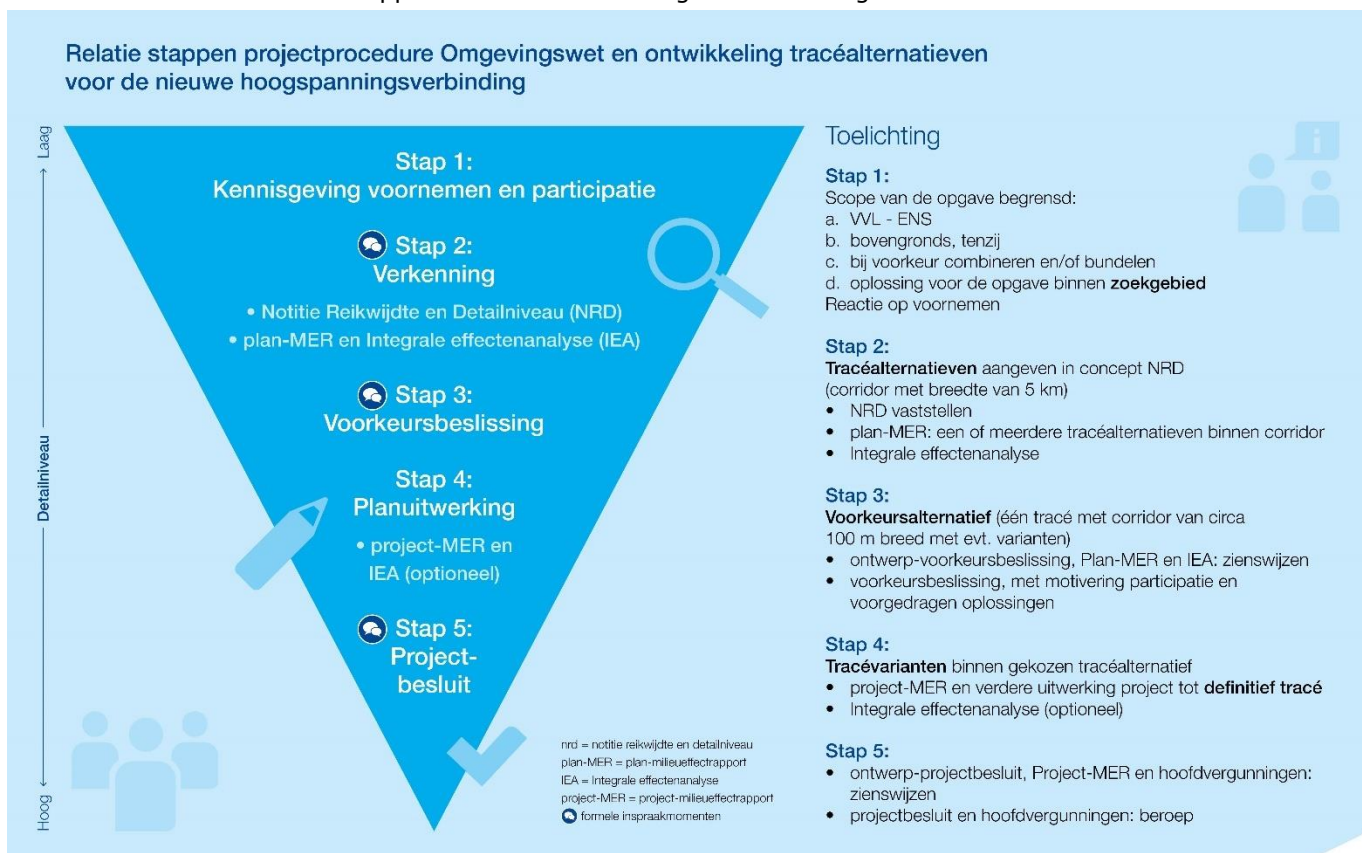 Relatie stappen projectprocedure Omgevingswet en ontwikkeling tracéalternatieven
voor de nieuwe hoogspanningsverbinding
Laag
Detailniveau
Hoog
Stap 1:
Kennisgeving voornemen en participatie
Stap 2:
Verkenning
• Notitie Reikwijdte en Detailniveau (NRD)
• plan-MER en Integrale effectenanalyse (IEA)
Stap 3:
Voorkeursbeslissing
Stap 4:
Planuitwerking
• project-MER en
IEA (optioneel)
Stap 5:
Project-
besluit
nrd = notitie reikwijdte en detailniveau
plan-MER = plan-milieueffectrapport
IEA = Integrale effectenanalyse
project-MER = project-milieueffectrapport
formele inspraakmomenten
Toelichting
Stap 1:
Scope van de opgave begrensd:
a. VVL - ENS
b. bovengronds, tenzij
c. bij voorkeur combineren en/of bundelen
d. oplossing voor de opgave binnen zoekgebied
Reactie op voornemen
Stap 2:
Tracéalternatieven aangeven in concept NRD
(corridor met breedte van 5 km)
• NRD vaststellen
• plan-MER: een of meerdere tracéalternatieven binnen corridor
• Integrale effectenanalyse
Stap 3:
Voorkeursalternatief (één tracé met corridor van circa
100 m breed met evt. varianten)
• ontwerp-voorkeursbeslissing, Plan-MER en IEA: zienswijzen
• voorkeursbeslissing, met motivering participatie en
voorgedragen oplossingen
Stap 4:
Tracévarianten binnen gekozen tracéalternatief
• project-MER en verdere uitwerking project tot definitief tracé
• Integrale effectenanalyse (optioneel)
Stap 5:
• ontwerp-projectbesluit, Project-MER en hoofdvergunningen:
zienswijzen
• projectbesluit en hoofdvergunningen: beroep